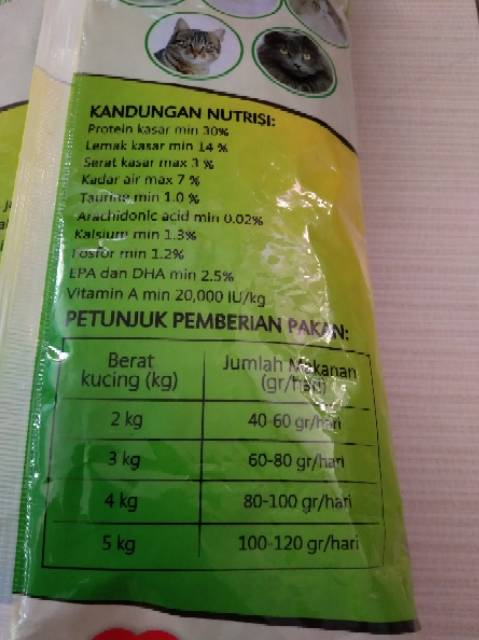 KANDUNGAN NUTRISI:
Protein kasar min 30%
Lemak kasar min 14 %
Serat kasar max 3 %
Kadar air max 7 %
Taurine min 1.0 %
Arachidonic acid min 0.02%
Kalsium min 1.3%
Fosfor min 1.2%
EPA dan DHA min 2.5%
Vitamin A min 20,000 IU/kg
PETUNJUK PEMBERIAN PAKAN:
Berat kucing (kg) Jumlah Makanan (gr/hari)
2 kg 40-60 gr/hari
3 kg 60-80 gr/hari
4 kg 80-100 gr/hari
5 kg 100-120 gr/hari